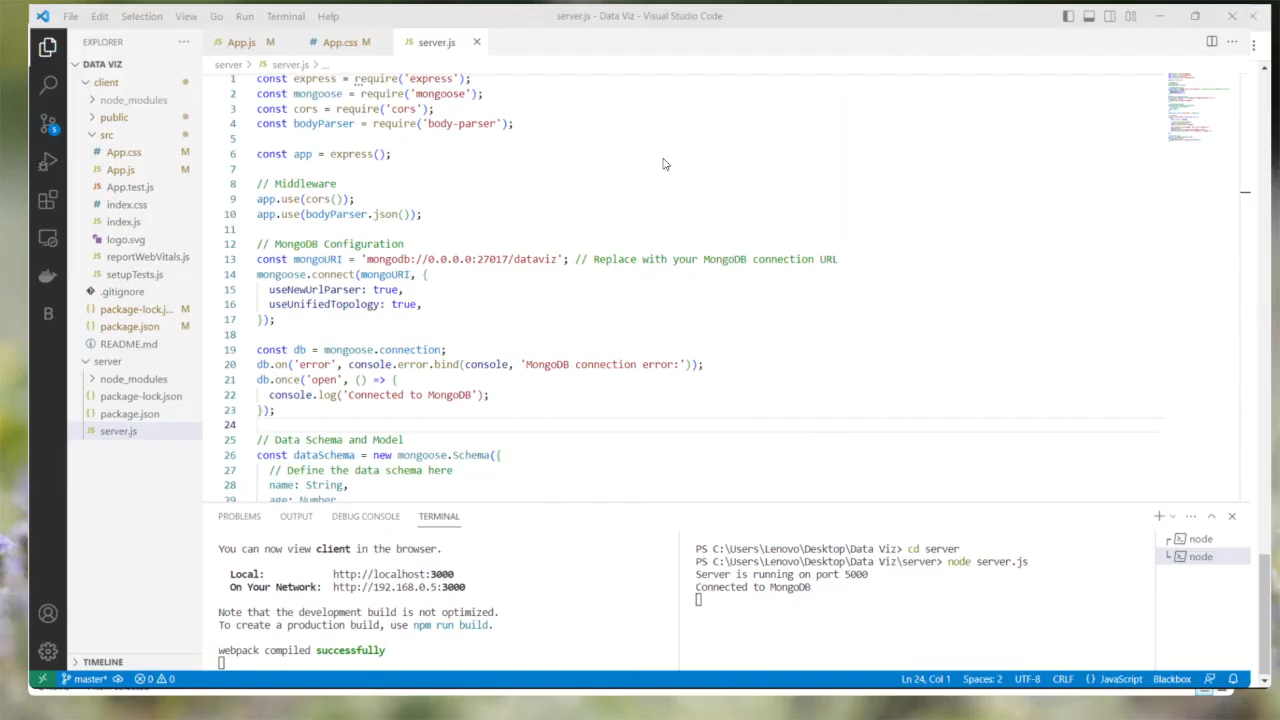 File Edit Selection View Go Run Terminal Help
server.js - Data Viz - Visual Studio Code
EXPLORER
DATA VIZ
client
node_modules
public
src
App.css M
App.js M
App.test.js
index.css
index.js
logo.svg
reportWebVitals.js
setupTests.js
.gitignore
package-lock.j... M
package.json M
README.md
server
node_modules
package-lock.json
package.json
server.js
TIMELINE
5
App.js M
App.css M
server.js
server > server.js > ...
1 const express = require('express');
2 const mongoose = require('mongoose');
3 const cors = require('cors');
4 const bodyParser = require('body-parser');
5
6 const app = express();
7
8 // Middleware
9 app.use(cors());
10 app.use(bodyParser.json());
11
12 // MongoDB Configuration
13 const mongoURI = 'mongodb://0.0.0.0:27017/dataviz'; // Replace with your MongoDB connection URL
14 mongoose.connect(mongoURI, {
15 useNewUrlParser: true,
16 useUnifiedTopology: true,
17 });
18
19 const db = mongoose.connection;
20 db.on('error', console.error.bind(console, 'MongoDB connection error:'));
21 db.once('open', () => {
22 console.log('Connected to MongoDB');
23 });
24
25 // Data Schema and Model
26 const dataSchema = new mongoose.Schema({
27 // Define the data schema here
28 name: String,
29 age: Number
PROBLEMS OUTPUT DEBUG CONSOLE TERMINAL
You can now view client in the browser.
Local: http://localhost:3000
On Your Network: http://192.168.0.5:3000
Note that the development build is not optimized.
To create a production build, use npm run build.
webpack compiled successfully
PS C:\Users\Lenovo\Desktop\Data Viz> cd server
PS C:\Users\Lenovo\Desktop\Data Viz\server> node server.js
Server is running on port 5000
Connected to MongoDB
node
node
master* 0 0
Ln 24, Col 1 Spaces: 2 UTF-8 CRLF {} JavaScript Blackbox